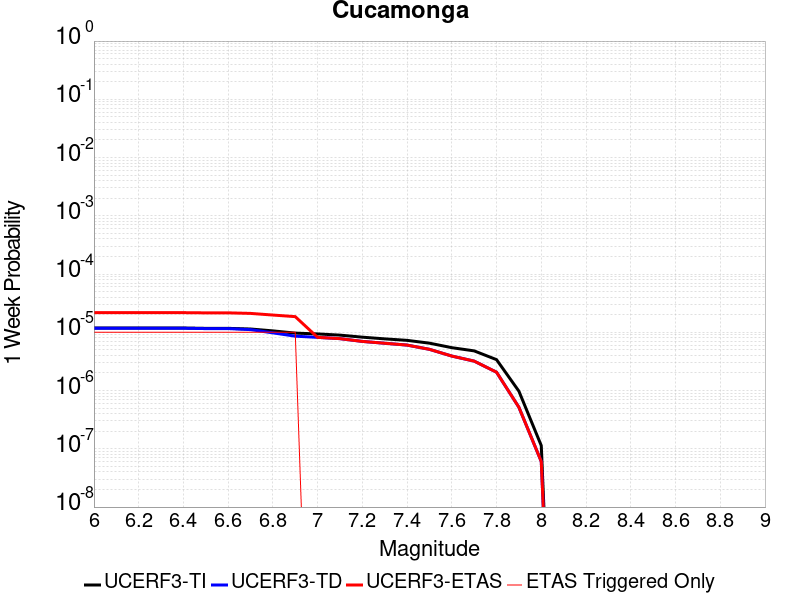 Cucamonga
10^0
10^-1
10^-2
10^-3
10^-4
10^-5
10^-6
10^-7
10^-8
1 Week Probability
6 6.2 6.4 6.6 6.8 7 7.2 7.4 7.6 7.8 8 8.2 8.4 8.6 8.8 9
Magnitude
UCERF3-TI UCERF3-TD UCERF3-ETAS ETAS Triggered Only